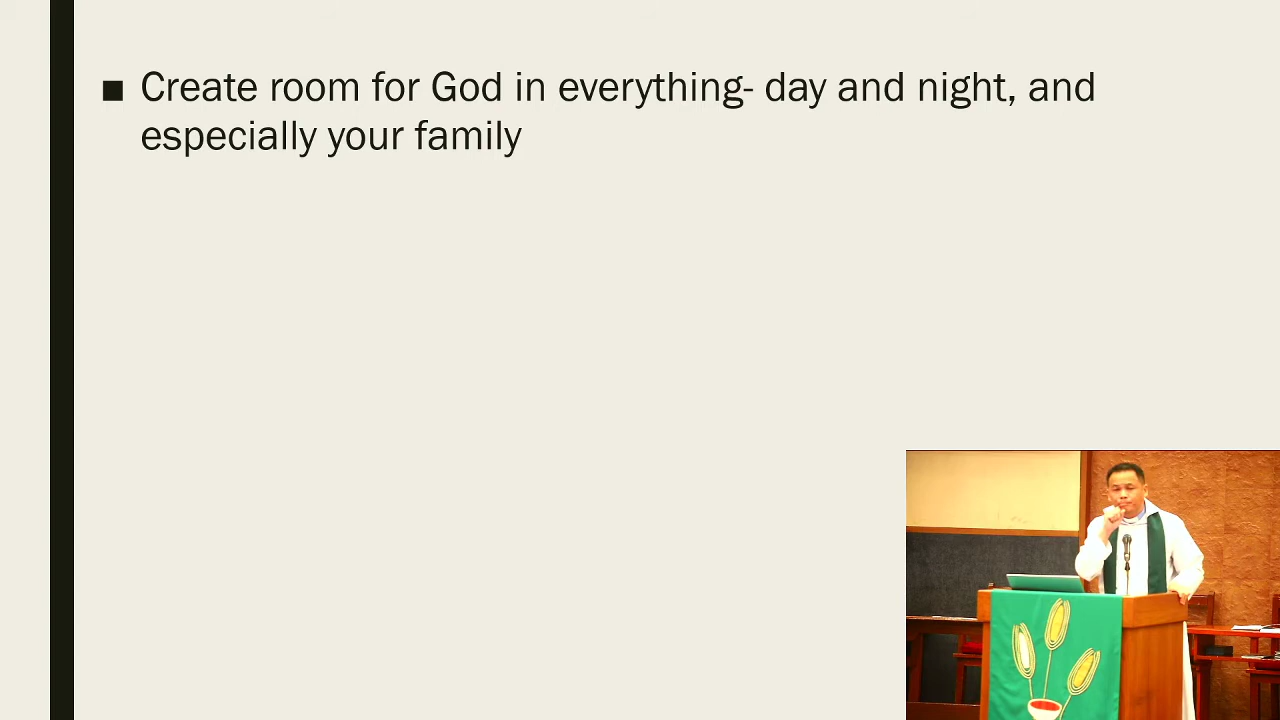 ■ Create room for God in everything- day and night, and
especially your family